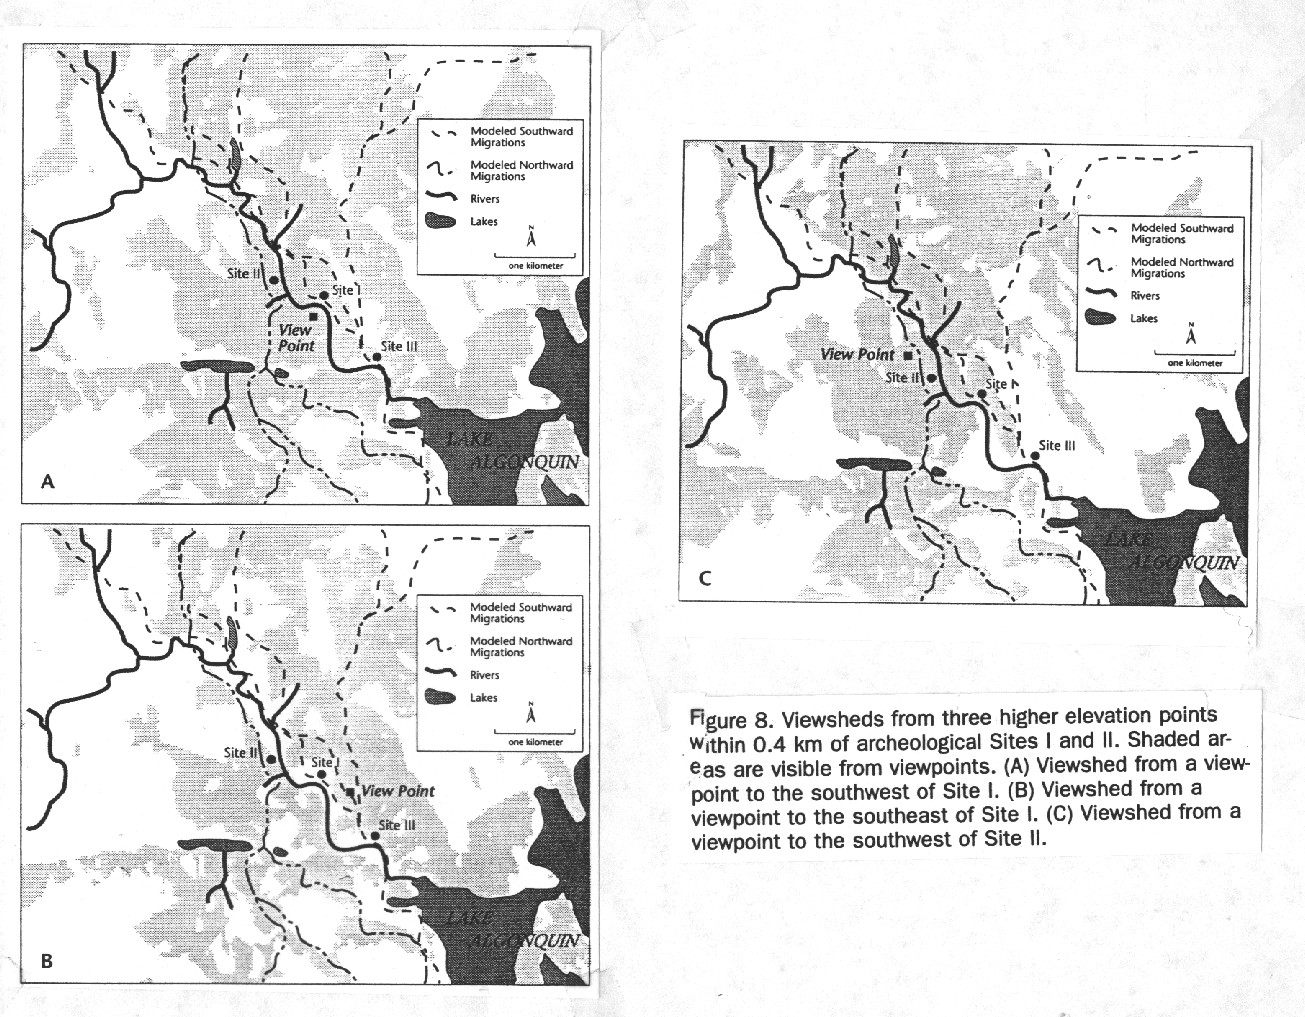 Modeled Southward
Migrations
Modeled Northward
Migrations
Rivers
Lakes
N
one kilometer
Site II
Site I
View
Point
Site III
LAKE
ALGONQUIN
A
Modeled Southward
Migrations
Modeled Northward
Migrations
Rivers
Lakes
N
one kilometer
Site II
Site I
View Point
Site III
LAKE
ALGONQUIN
B
Modeled Southward
Migrations
Modeled Northward
Migrations
Rivers
Lakes
N
one kilometer
View Point
Site II
Site I
Site III
LAKE
ALGONQUIN
C
Figure 8. Viewsheds from three higher elevation points
within 0.4 km of archeological Sites I and II. Shaded ar-
eas are visible from viewpoints. (A) Viewshed from a view-
point to the southwest of Site I. (B) Viewshed from a
viewpoint to the southeast of Site I. (C) Viewshed from a
viewpoint to the southwest of Site II.